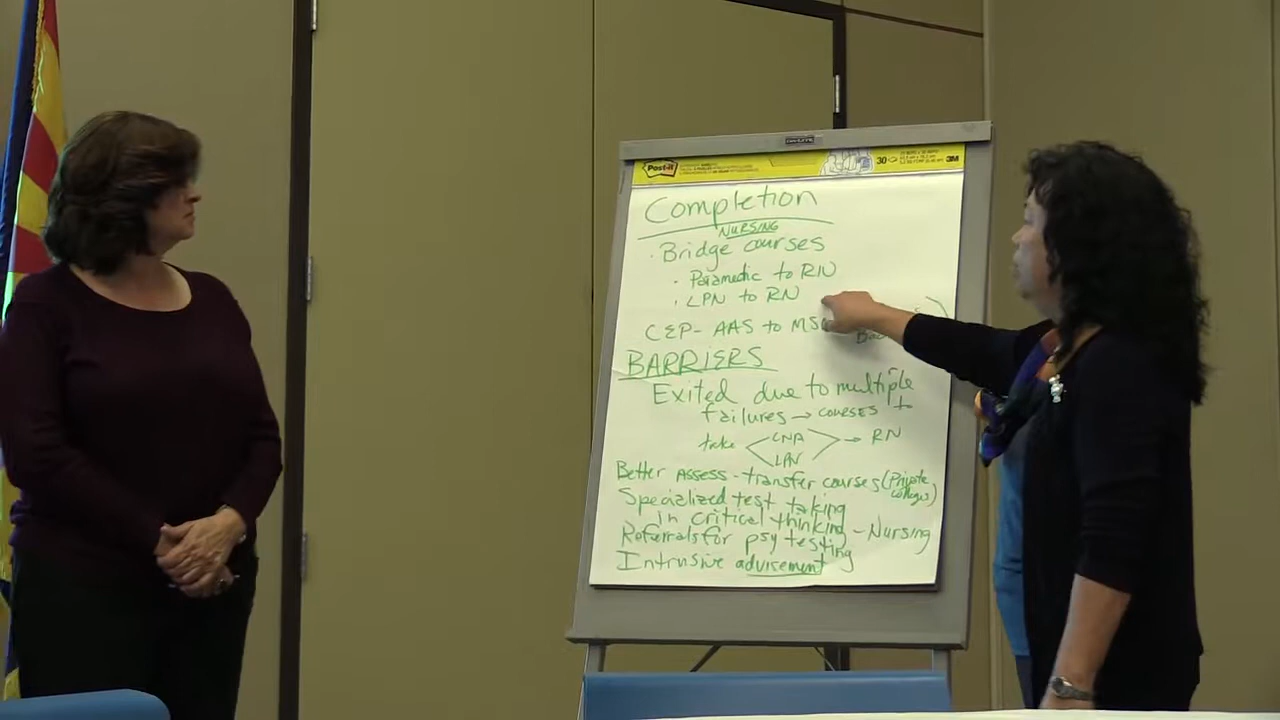 Post-it
30
3M
Completion
NURSING
· Bridge courses
· Paramedic to RN
· LPN to RN
CEP- AAS to MS
BARRIERS
Exited due to multiple
failures → courses +
take < CNA > → RN
LPN
Better Assess - transfer courses (Private
colleges)
Specialized test taking
in critical thinking
Referrals for psy testing - Nursing
Intrusive advisement